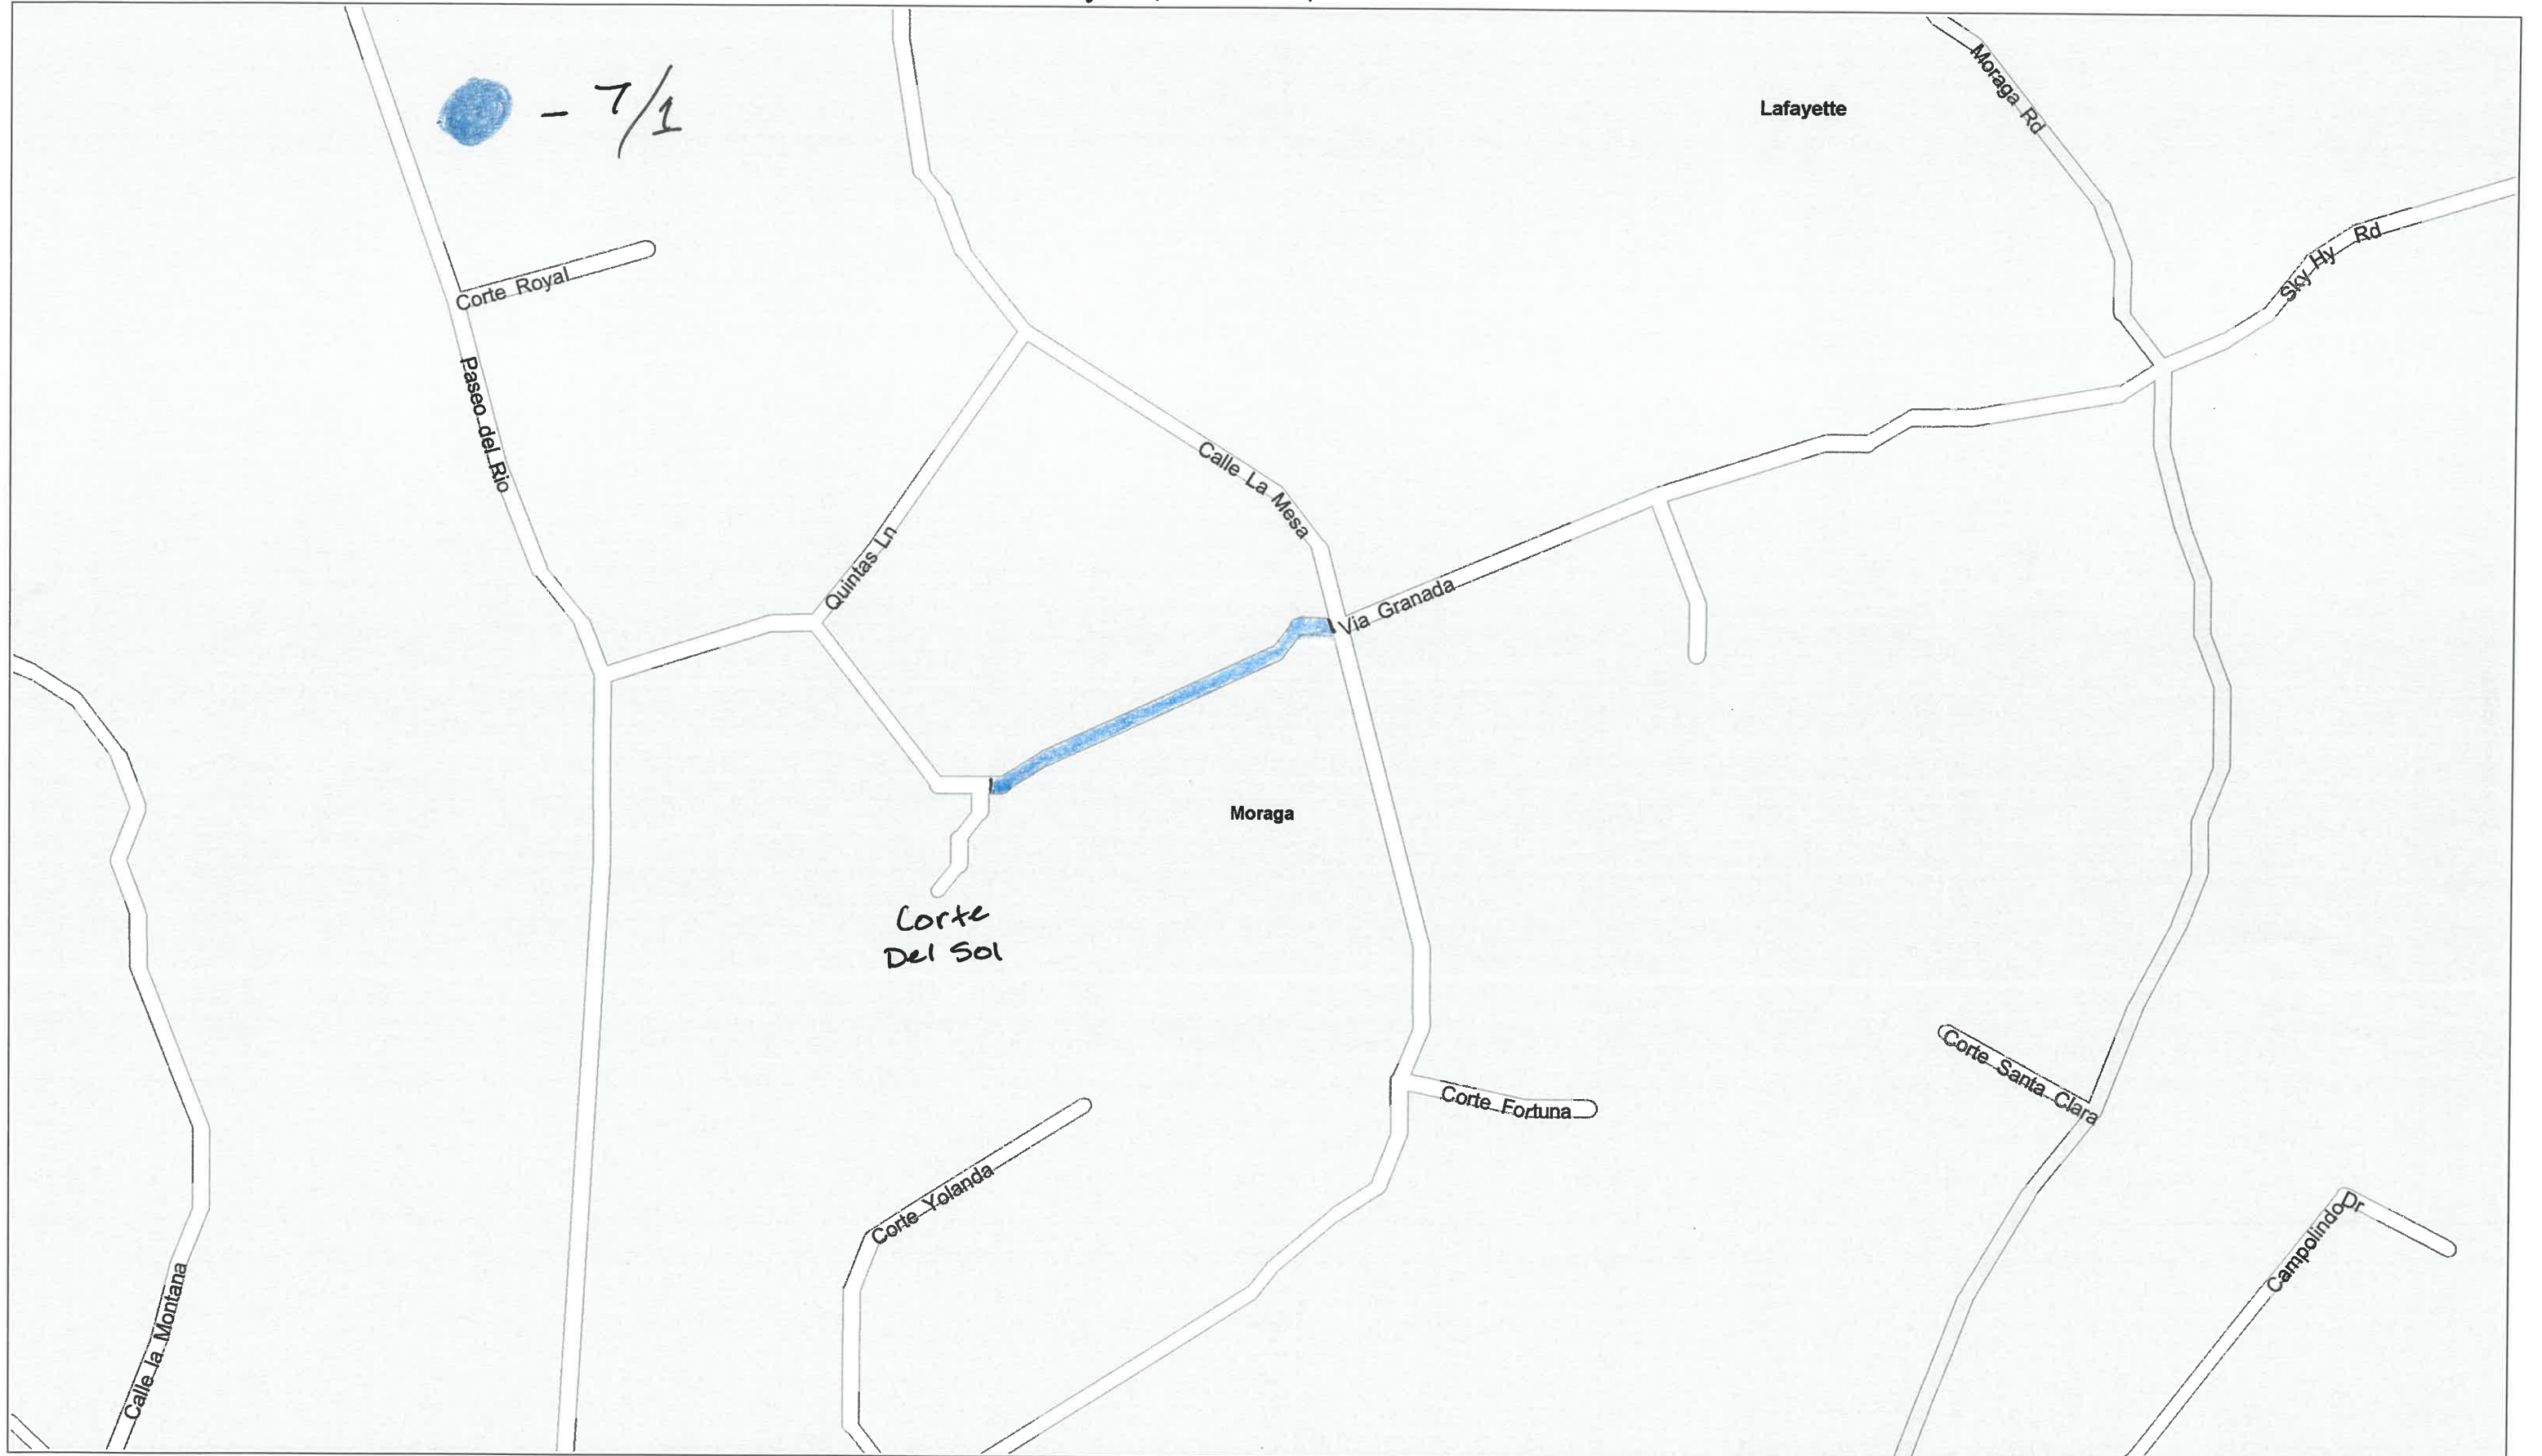 - 7/1
Lafayette
Moraga Rd
Sky Hy Rd
Corte Royal
Paseo del Rio
Calle La Mesa
Quintas Ln
Via Granada
Moraga
Corte
Del Sol
Corte Santa Clara
Corte Fortuna
Corte Yolanda
Campolindo Dr
Calle la Montana